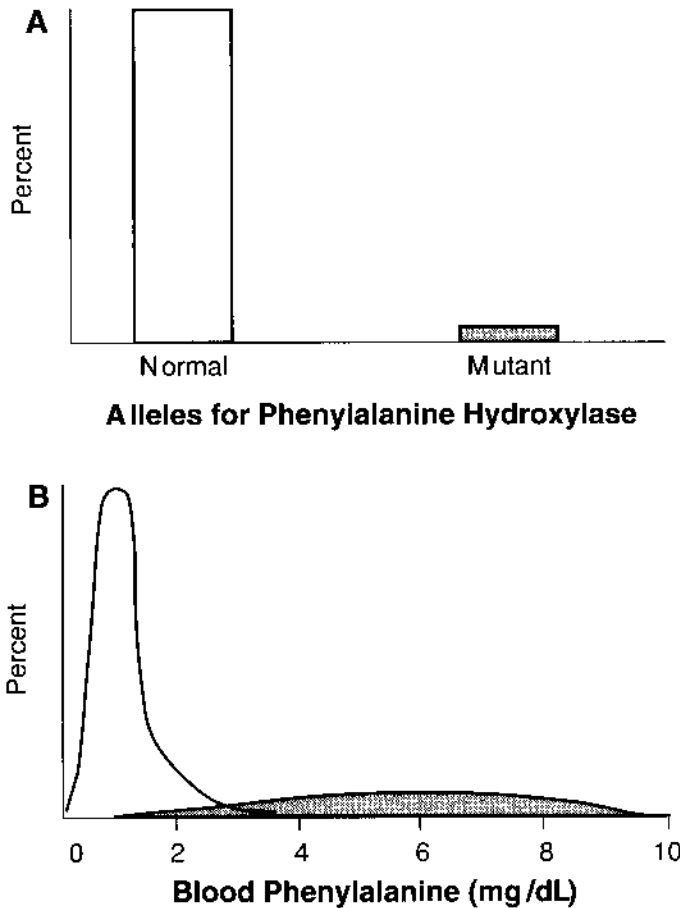 A
Percent
Normal Mutant
Alleles for Phenylalanine Hydroxylase
B
Percent
0 2 4 6 8 10
Blood Phenylalanine (mg/dL)